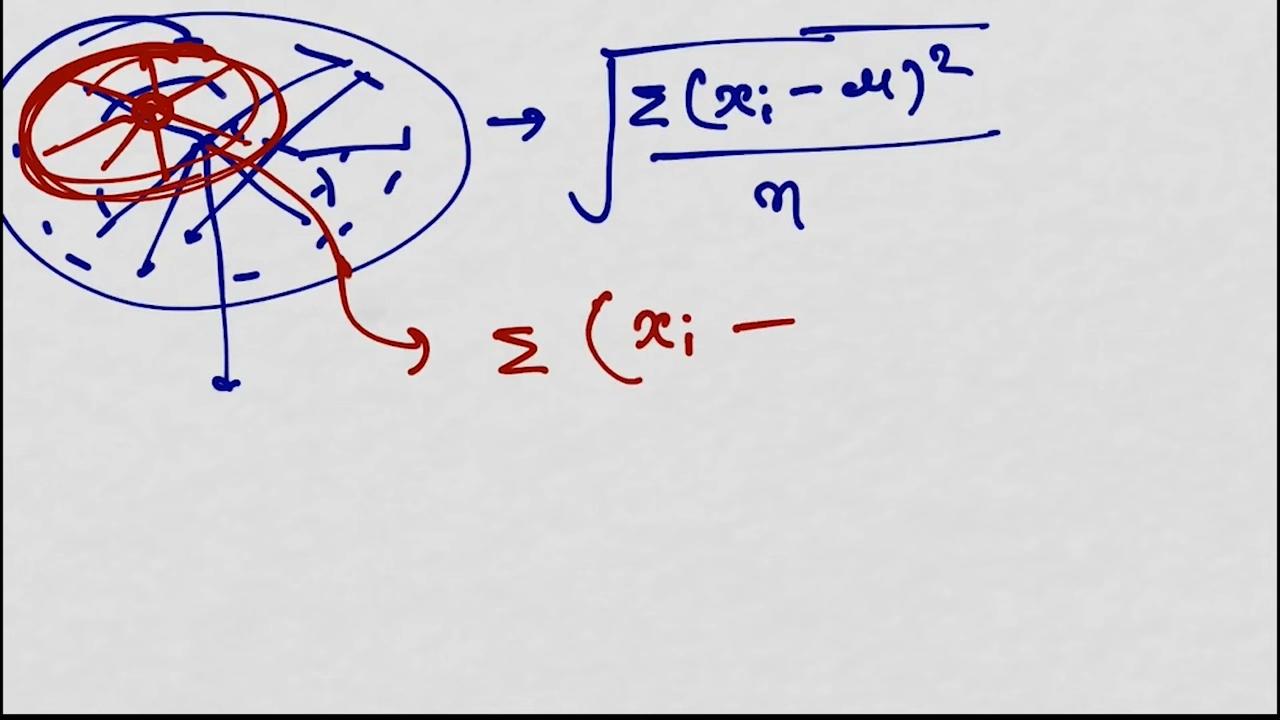 → √(Σ(xᵢ - μ)² / n)
Σ (xᵢ -